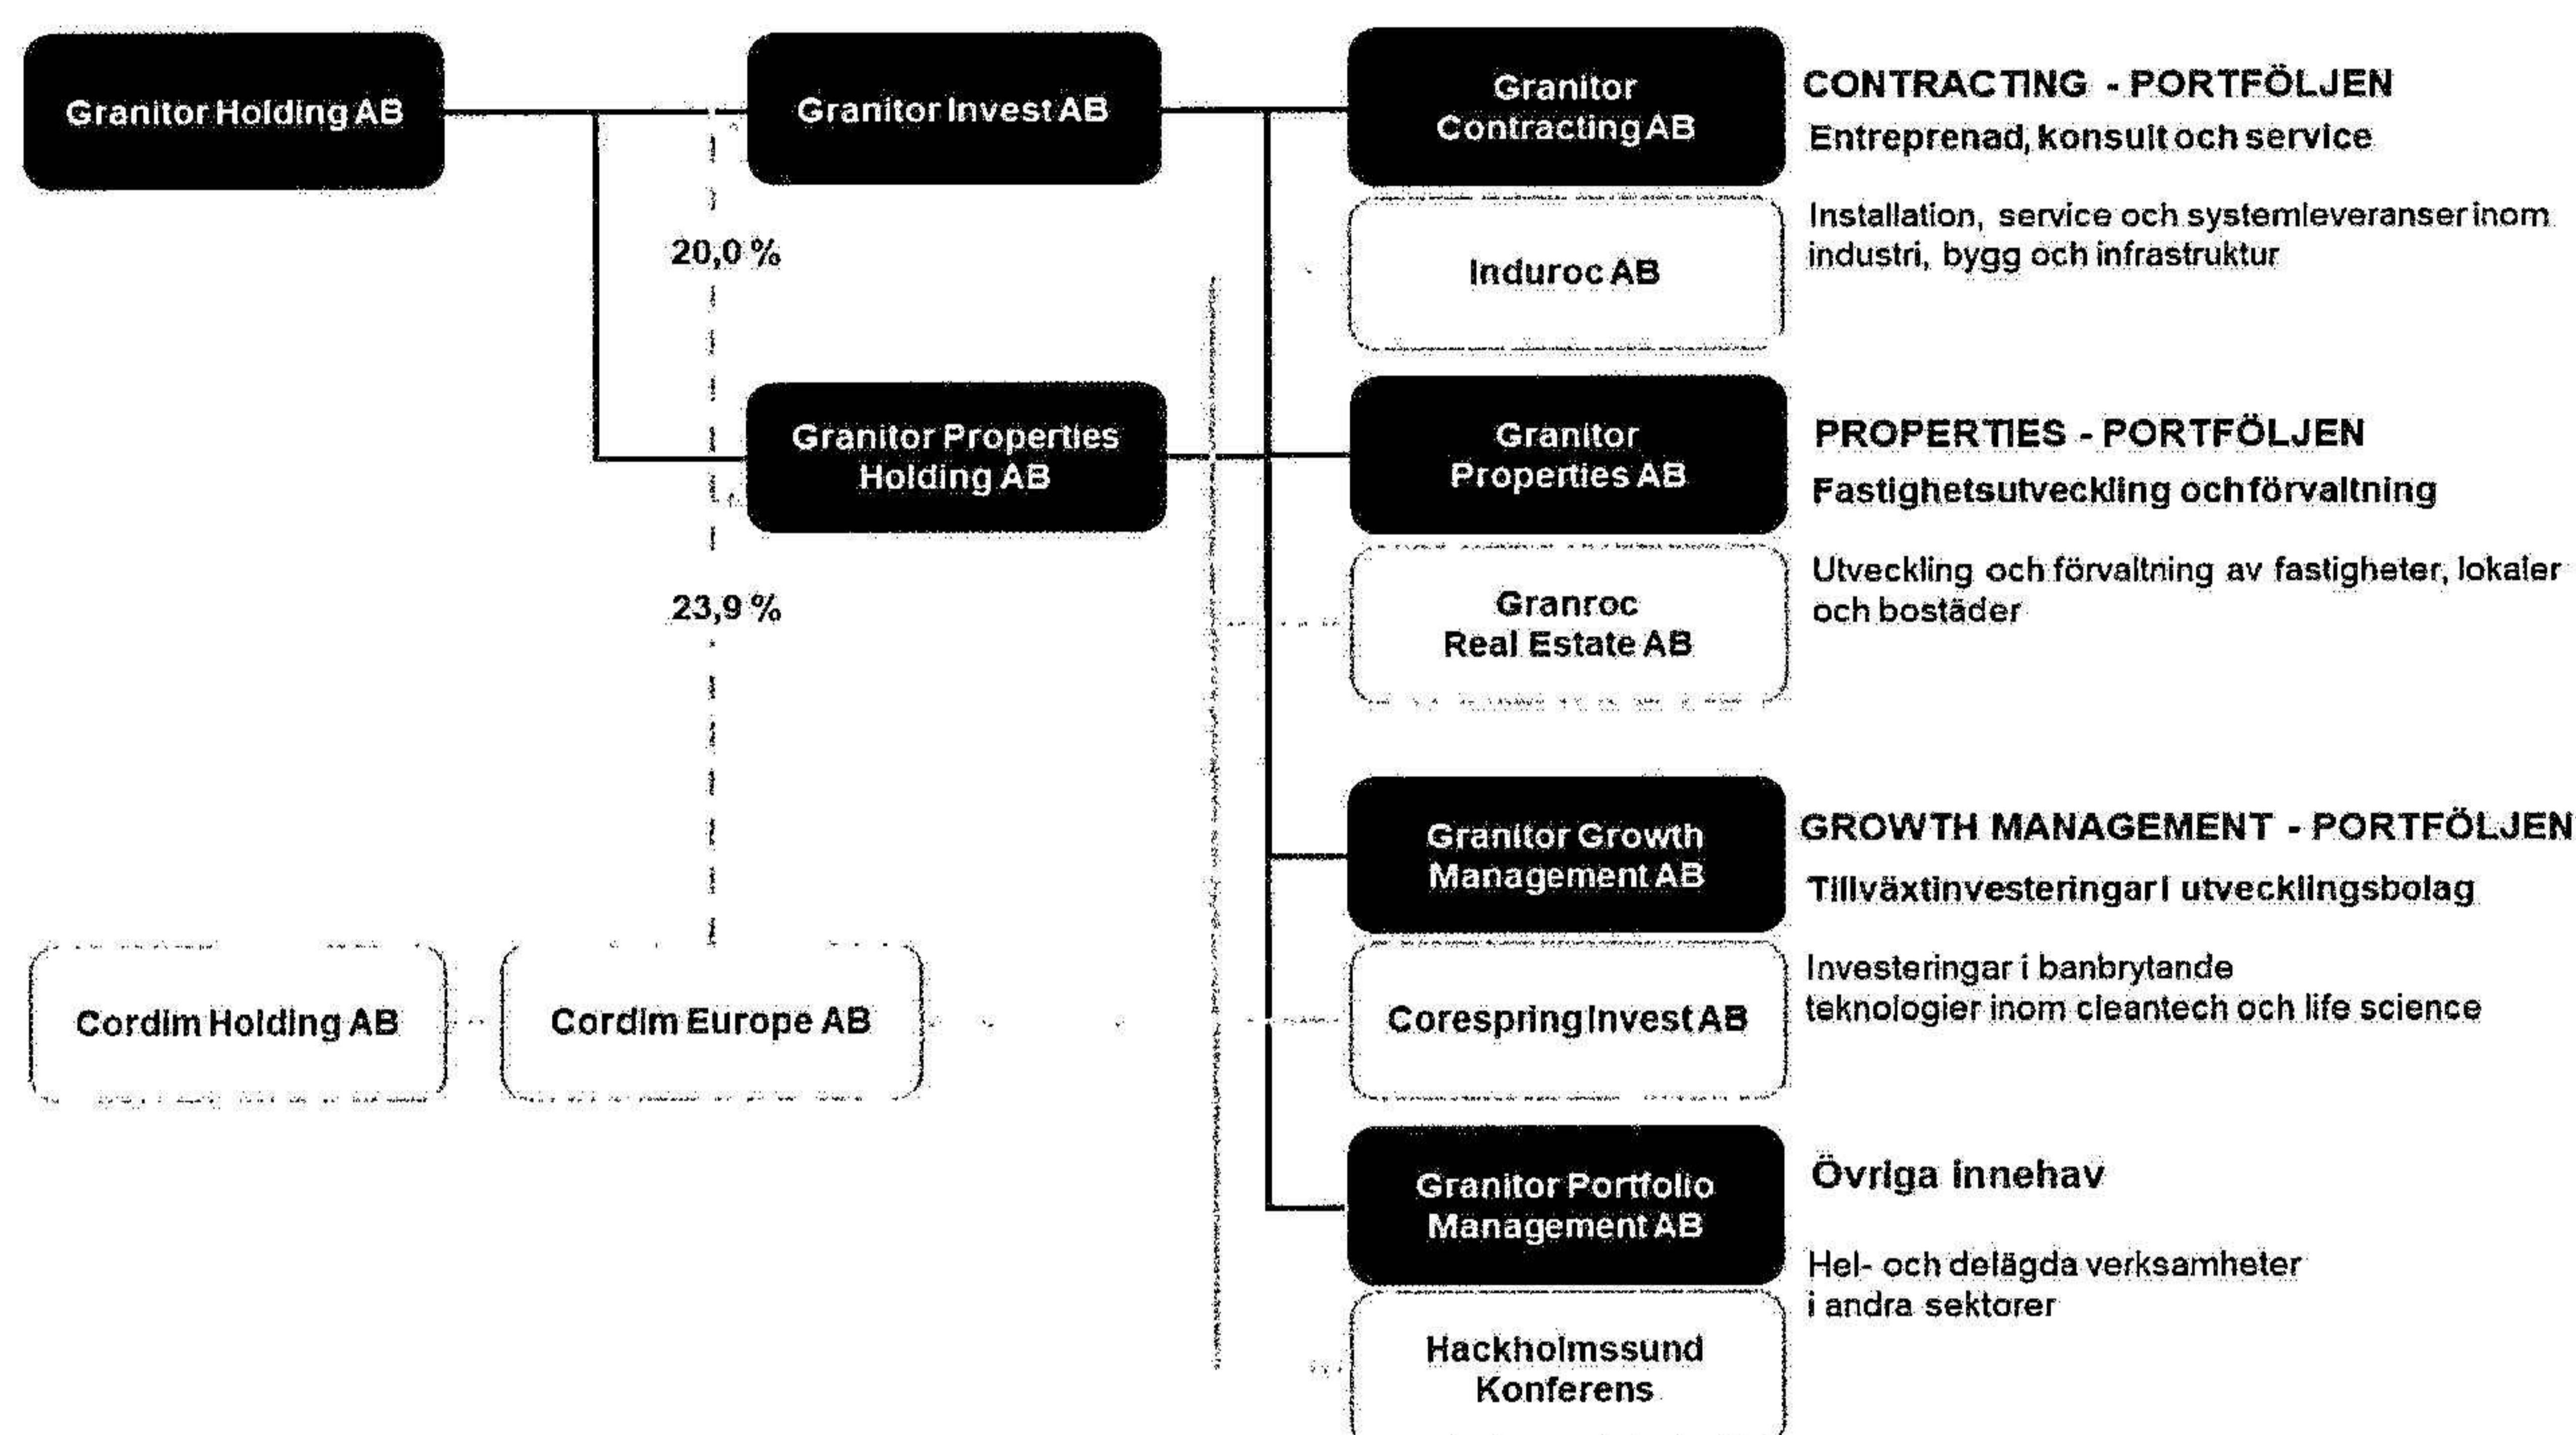 Granitor Holding AB
Granitor Invest AB
Granitor
Contracting AB
CONTRACTING - PORTFÖLJEN
Entreprenad, konsult och service
Installation, service och systemleveranser inom
industri, bygg och infrastruktur
Induroc AB
20,0 %
Granitor Properties
Holding AB
Granitor
Properties AB
PROPERTIES - PORTFÖLJEN
Fastighetsutveckling och förvaltning
Utveckling och förvaltning av fastigheter, lokaler
och bostäder
Granroc
Real Estate AB
23,9 %
Granitor Growth
Management AB
GROWTH MANAGEMENT - PORTFÖLJEN
Tillväxtinvesteringar i utvecklingsbolag
Investeringar i banbrytande
teknologier inom cleantech och life science
Cordim Holding AB
Cordim Europe AB
Corespring Invest AB
Granitor Portfolio
Management AB
Övriga innehav
Hel- och delägda verksamheter
i andra sektorer
Hackholmssund
Konferens